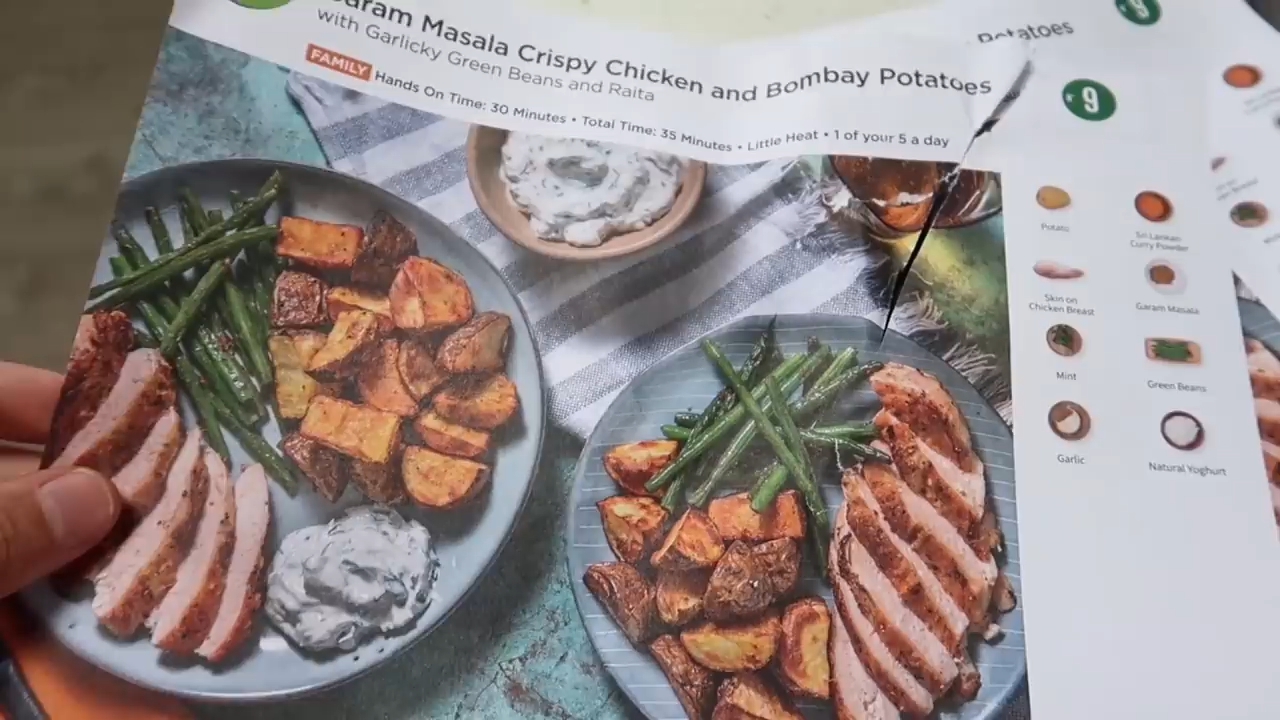 Masala Crispy Chicken and Bombay Potatoes
with Garlicky Green Beans and Raita
FAMILY Hands On Time: 30 Minutes • Total Time: 35 Minutes • Little Heat • 1 of your 5 a day
9
9
Potato
Sri Lankan
Curry Powder
Skin on
Chicken Breast
Garam Masala
Mint
Green Beans
Garlic
Natural Yoghurt